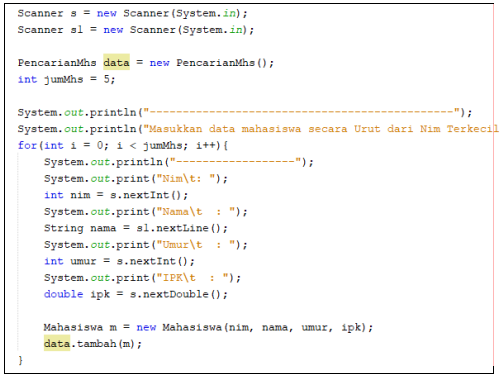 Scanner s = new Scanner(System.in);
Scanner sl = new Scanner(System.in);
PencarianMhs data = new PencarianMhs();
int jumMhs = 5;
System.out.println("----------------------------------------------");
System.out.println("Masukkan data mahasiswa secara Urut dari Nim Terkecil
for(int i = 0; i < jumMhs; i++){
System.out.println("------------------");
System.out.print("Nim\t: ");
int nim = s.nextInt();
System.out.print("Nama\t  : ");
String nama = sl.nextLine();
System.out.print("Umur\t  : ");
int umur = s.nextInt();
System.out.print("IPK\t  : ");
double ipk = s.nextDouble();
Mahasiswa m = new Mahasiswa(nim, nama, umur, ipk);
data.tambah(m);
}